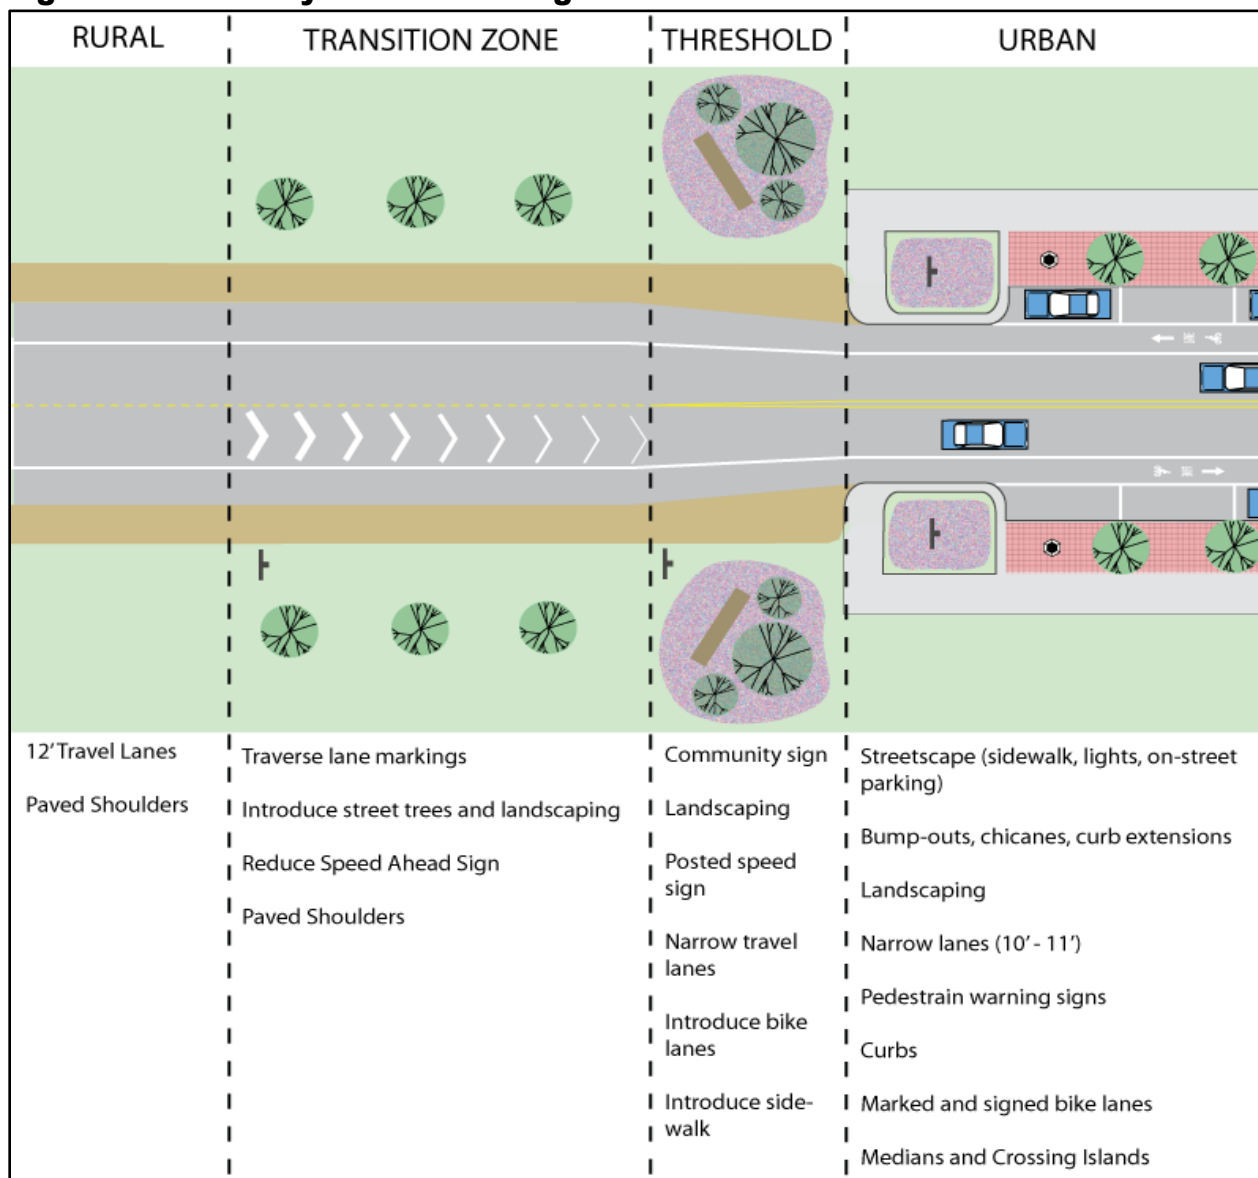 RURAL
TRANSITION ZONE
THRESHOLD
URBAN
12' Travel Lanes
Paved Shoulders
Traverse lane markings
Introduce street trees and landscaping
Reduce Speed Ahead Sign
Paved Shoulders
Community sign
Landscaping
Posted speed
sign
Narrow travel
lanes
Introduce bike
lanes
Introduce side-
walk
Streetscape (sidewalk, lights, on-street
parking)
Bump-outs, chicanes, curb extensions
Landscaping
Narrow lanes (10' - 11')
Pedestrain warning signs
Curbs
Marked and signed bike lanes
Medians and Crossing Islands